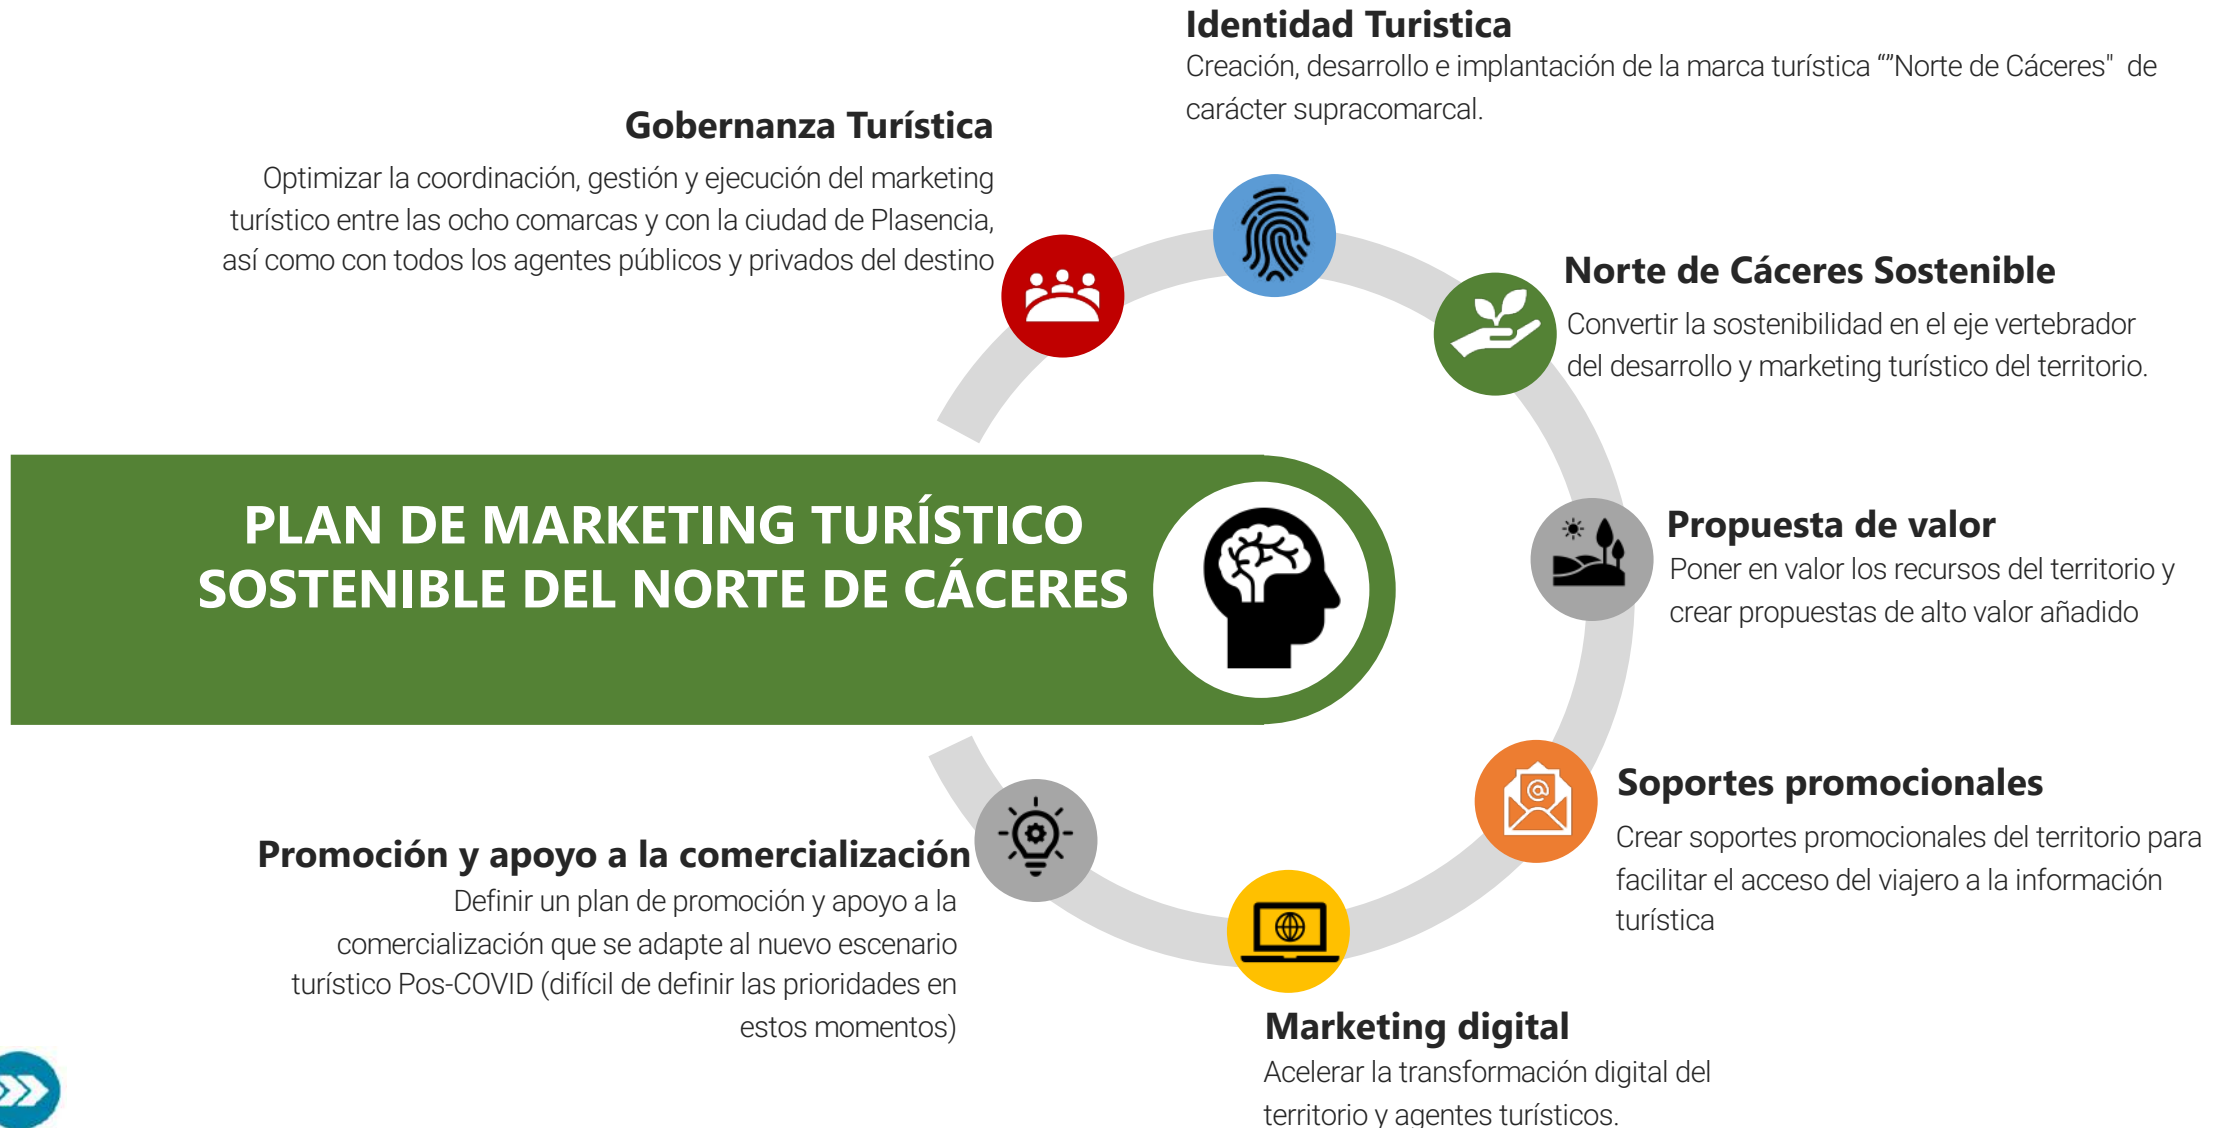 Identidad Turistica
Creación, desarrollo e implantación de la marca turística “”Norte de Cáceres" de
carácter supracomarcal.
Gobernanza Turística
Optimizar la coordinación, gestión y ejecución del marketing
turístico entre las ocho comarcas y con la ciudad de Plasencia,
así como con todos los agentes públicos y privados del destino
Norte de Cáceres Sostenible
Convertir la sostenibilidad en el eje vertebrador
del desarrollo y marketing turístico del territorio.
PLAN DE MARKETING TURÍSTICO
SOSTENIBLE DEL NORTE DE CÁCERES
Propuesta de valor
Poner en valor los recursos del territorio y
crear propuestas de alto valor añadido
Soportes promocionales
Crear soportes promocionales del territorio para
facilitar el acceso del viajero a la información
turística
Promoción y apoyo a la comercialización
Definir un plan de promoción y apoyo a la
comercialización que se adapte al nuevo escenario
turístico Pos-COVID (difícil de definir las prioridades en
estos momentos)
Marketing digital
Acelerar la transformación digital del
territorio y agentes turísticos.